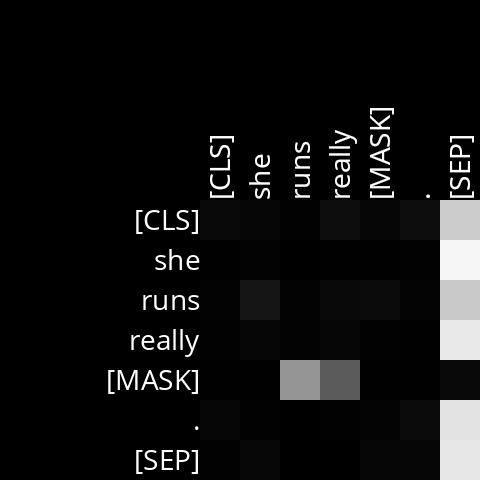 [CLS] she runs really [MASK] . [SEP]
[CLS]
she
runs
really
[MASK]
.
[SEP]